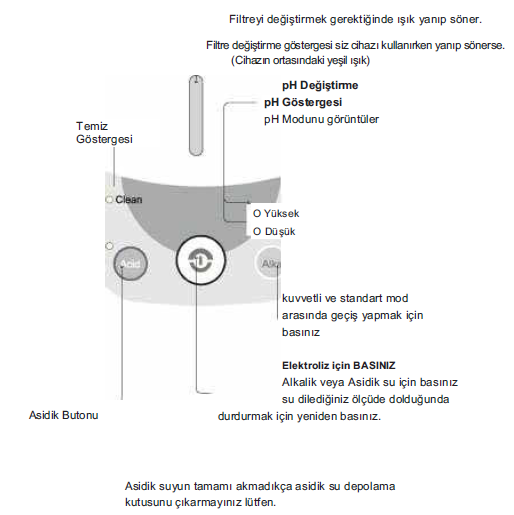 Filtreyi değiştirmek gerektiğinde ışık yanıp söner.
Filtre değiştirme göstergesi siz cihazı kullanırken yanıp sönerse.
(Cihazın ortasındaki yeşil ışık)
pH Değiştirme
pH Göstergesi
pH Modunu görüntüler
Temiz
Göstergesi
Clean
O Yüksek
O Düşük
Acid
Alka
kuvvetli ve standart mod
arasında geçiş yapmak için
basınız
Elektroliz için BASINIZ
Alkalik veya Asidik su için basınız
su dilediğiniz ölçüde dolduğunda
Asidik Butonu
durdurmak için yeniden basınız.
Asidik suyun tamamı akmadıkça asidik su depolama
kutusunu çıkarmayınız lütfen.